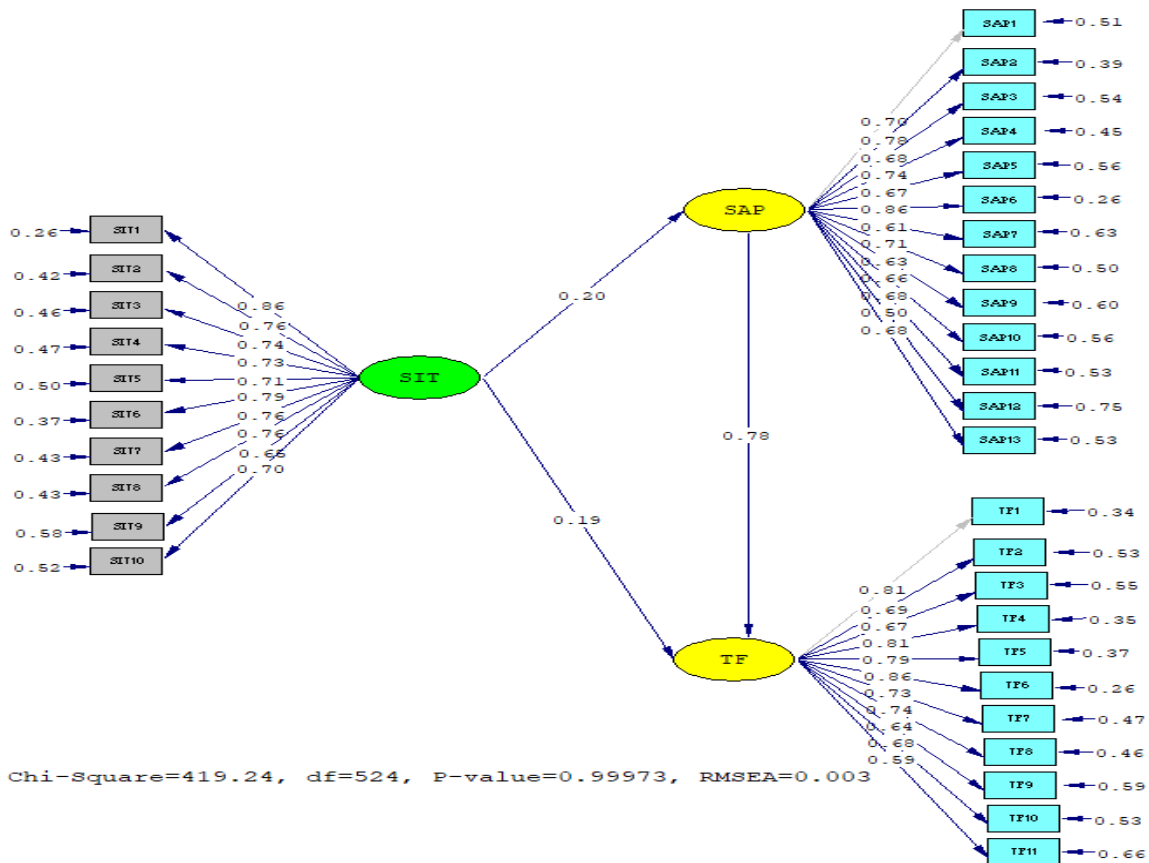 SAP1 0.51
SAP2 0.39
SAP3 0.54
SAP4 0.45
SAP5 0.56
SAP6 0.26
SAP7 0.63
SAP8 0.50
SAP9 0.60
SAP10 0.56
SAP11 0.53
SAP12 0.75
SAP13 0.53
0.70
0.78
0.68
0.74
0.67
0.86
0.61
0.71
0.63
0.66
0.68
0.50
0.68
SAP
0.26 SIT1
0.42 SIT2
0.46 SIT3
0.47 SIT4
0.50 SIT5
0.37 SIT6
0.43 SIT7
0.43 SIT8
0.58 SIT9
0.52 SIT10
0.86
0.76
0.74
0.73
0.71
0.79
0.76
0.76
0.65
0.70
SIT
0.20
0.78
0.19
TF1 0.34
TF2 0.53
TF3 0.55
TF4 0.35
TF5 0.37
TF6 0.26
TF7 0.47
TF8 0.46
TF9 0.59
TF10 0.53
TF11 0.66
0.81
0.69
0.67
0.81
0.79
0.86
0.73
0.74
0.64
0.68
0.59
TF
Chi-Square=419.24, df=524, P-value=0.99973, RMSEA=0.003